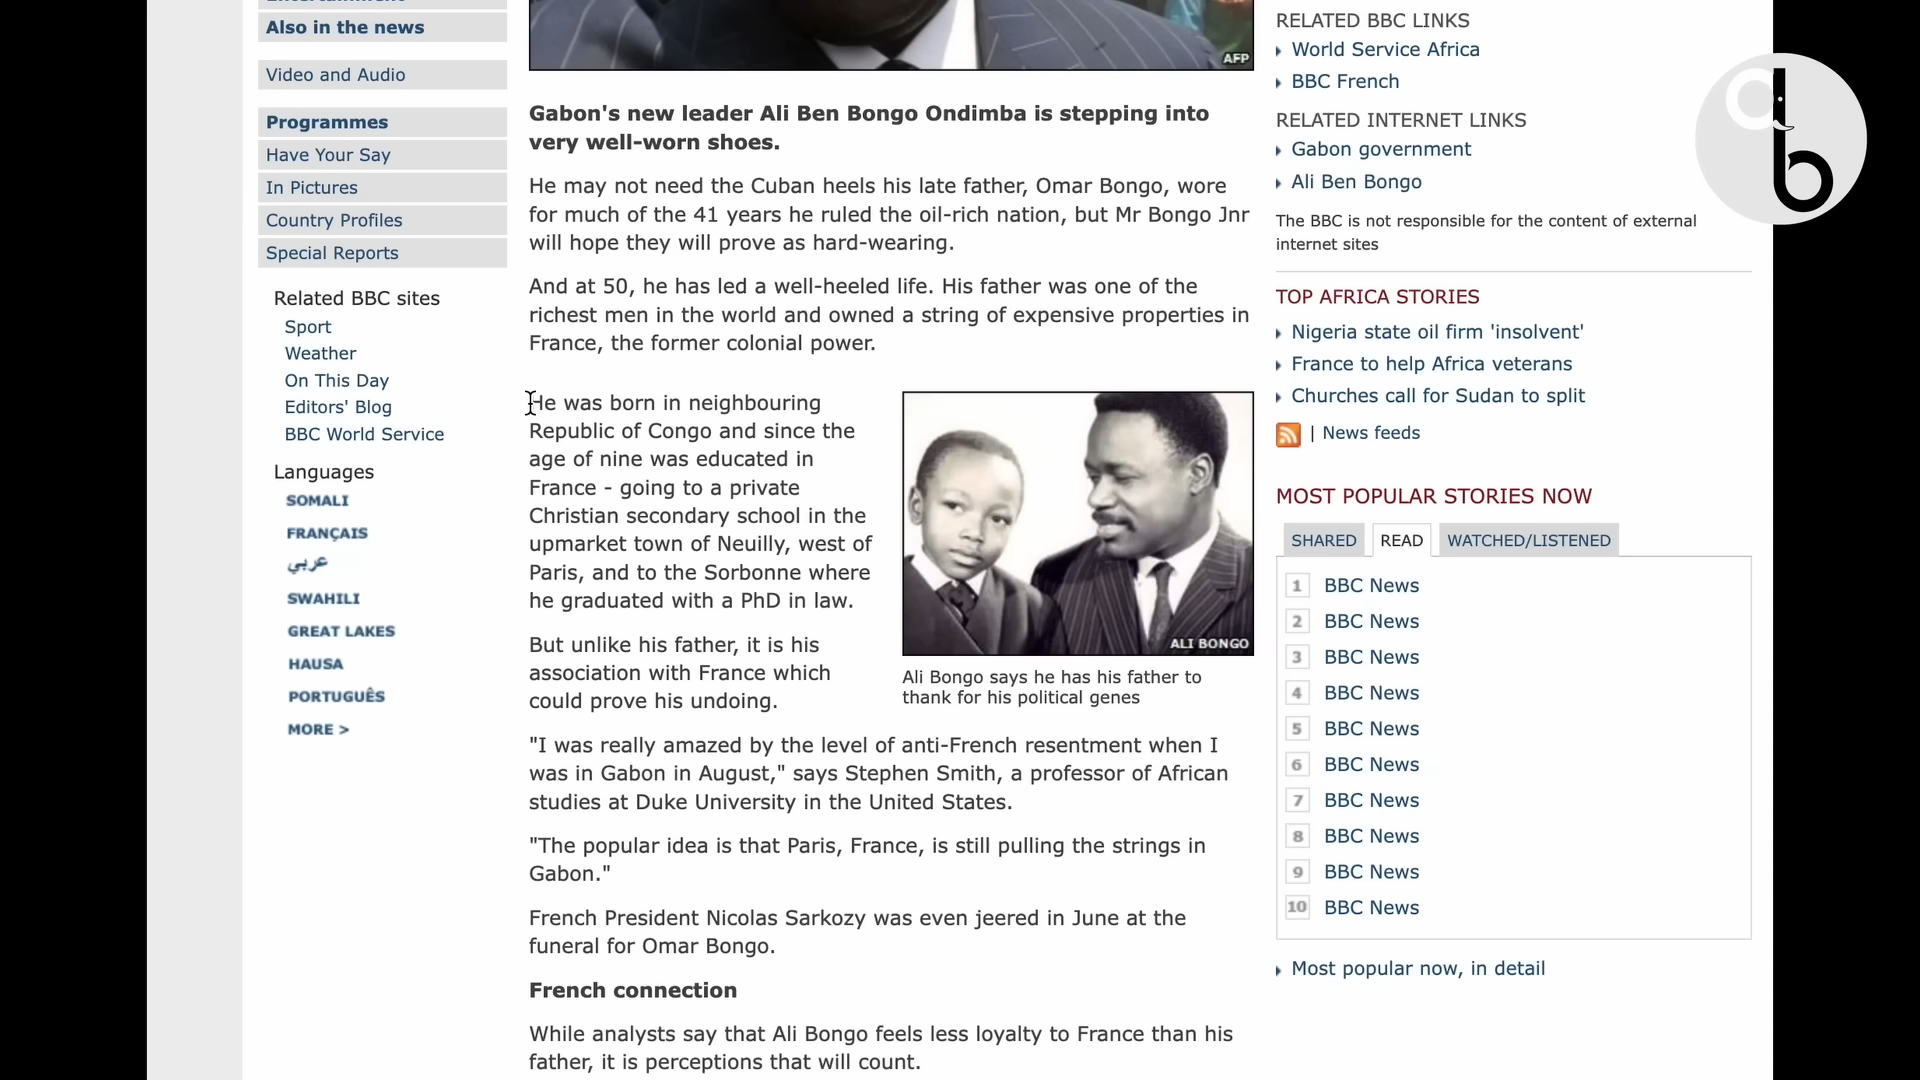 Also in the news
Video and Audio
Programmes
Have Your Say
In Pictures
Country Profiles
Special Reports
Related BBC sites
Sport
Weather
On This Day
Editors' Blog
BBC World Service
Languages
SOMALI
FRANÇAIS
عربي
SWAHILI
GREAT LAKES
HAUSA
PORTUGUÊS
MORE >
AFP
Gabon's new leader Ali Ben Bongo Ondimba is stepping into
very well-worn shoes.
He may not need the Cuban heels his late father, Omar Bongo, wore
for much of the 41 years he ruled the oil-rich nation, but Mr Bongo Jnr
will hope they will prove as hard-wearing.
And at 50, he has led a well-heeled life. His father was one of the
richest men in the world and owned a string of expensive properties in
France, the former colonial power.
He was born in neighbouring
Republic of Congo and since the
age of nine was educated in
France - going to a private
Christian secondary school in the
upmarket town of Neuilly, west of
Paris, and to the Sorbonne where
he graduated with a PhD in law.
But unlike his father, it is his
association with France which
could prove his undoing.
ALI BONGO
Ali Bongo says he has his father to
thank for his political genes
"I was really amazed by the level of anti-French resentment when I
was in Gabon in August," says Stephen Smith, a professor of African
studies at Duke University in the United States.
"The popular idea is that Paris, France, is still pulling the strings in
Gabon."
French President Nicolas Sarkozy was even jeered in June at the
funeral for Omar Bongo.
French connection
While analysts say that Ali Bongo feels less loyalty to France than his
father, it is perceptions that will count.
RELATED BBC LINKS
World Service Africa
BBC French
RELATED INTERNET LINKS
Gabon government
Ali Ben Bongo
The BBC is not responsible for the content of external
internet sites
TOP AFRICA STORIES
Nigeria state oil firm 'insolvent'
France to help Africa veterans
Churches call for Sudan to split
| News feeds
MOST POPULAR STORIES NOW
SHARED READ WATCHED/LISTENED
1 BBC News
2 BBC News
3 BBC News
4 BBC News
5 BBC News
6 BBC News
7 BBC News
8 BBC News
9 BBC News
10 BBC News
Most popular now, in detail